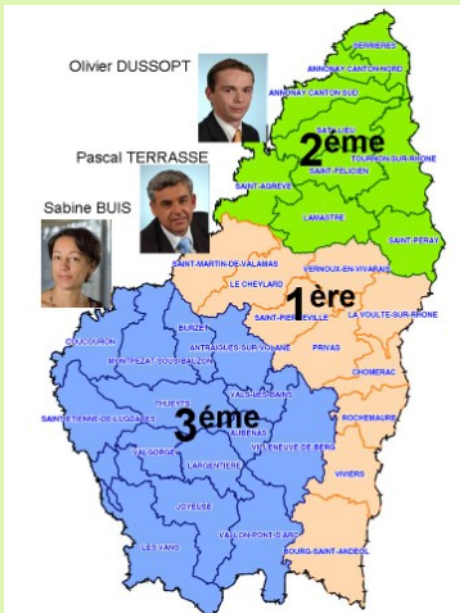 Olivier DUSSOPT
Pascal TERRASSE
Sabine BUIS
SERRIERES
ANNONAY CANTON-NORD
ANNONAY CANTON SUD
SATILLIEU
2ème
TOURNON-SUR-RHONE
SAINT-FELICIEN
SAINT-AGREVE
LAMASTRE
SAINT-PERAY
SAINT-MARTIN-DE-VALAMAS
VERNOUX-EN-VIVARAIS
LE CHEYLARD
1ère
SAINT-PIERREVILLE
LA VOULTE-SUR-RHONE
PRIVAS
CHOMERAC
ROCHEMAURE
VIVIERS
BOURG-SAINT-ANDEOL
BURZET
COUCOURON
ANTRAIGUES-SUR-VOLANE
MONTPEZAT-SOUS-BAUZON
VALS-LES-BAINS
THUEYTS
SAINT-ETIENNE-DE-LUGDARES
3éme
AUBENAS
VILLENEUVE-DE-BERG
VALGORGE
LARGENTIERE
JOYEUSE
VALLON-PONT-D'ARC
LES VANS